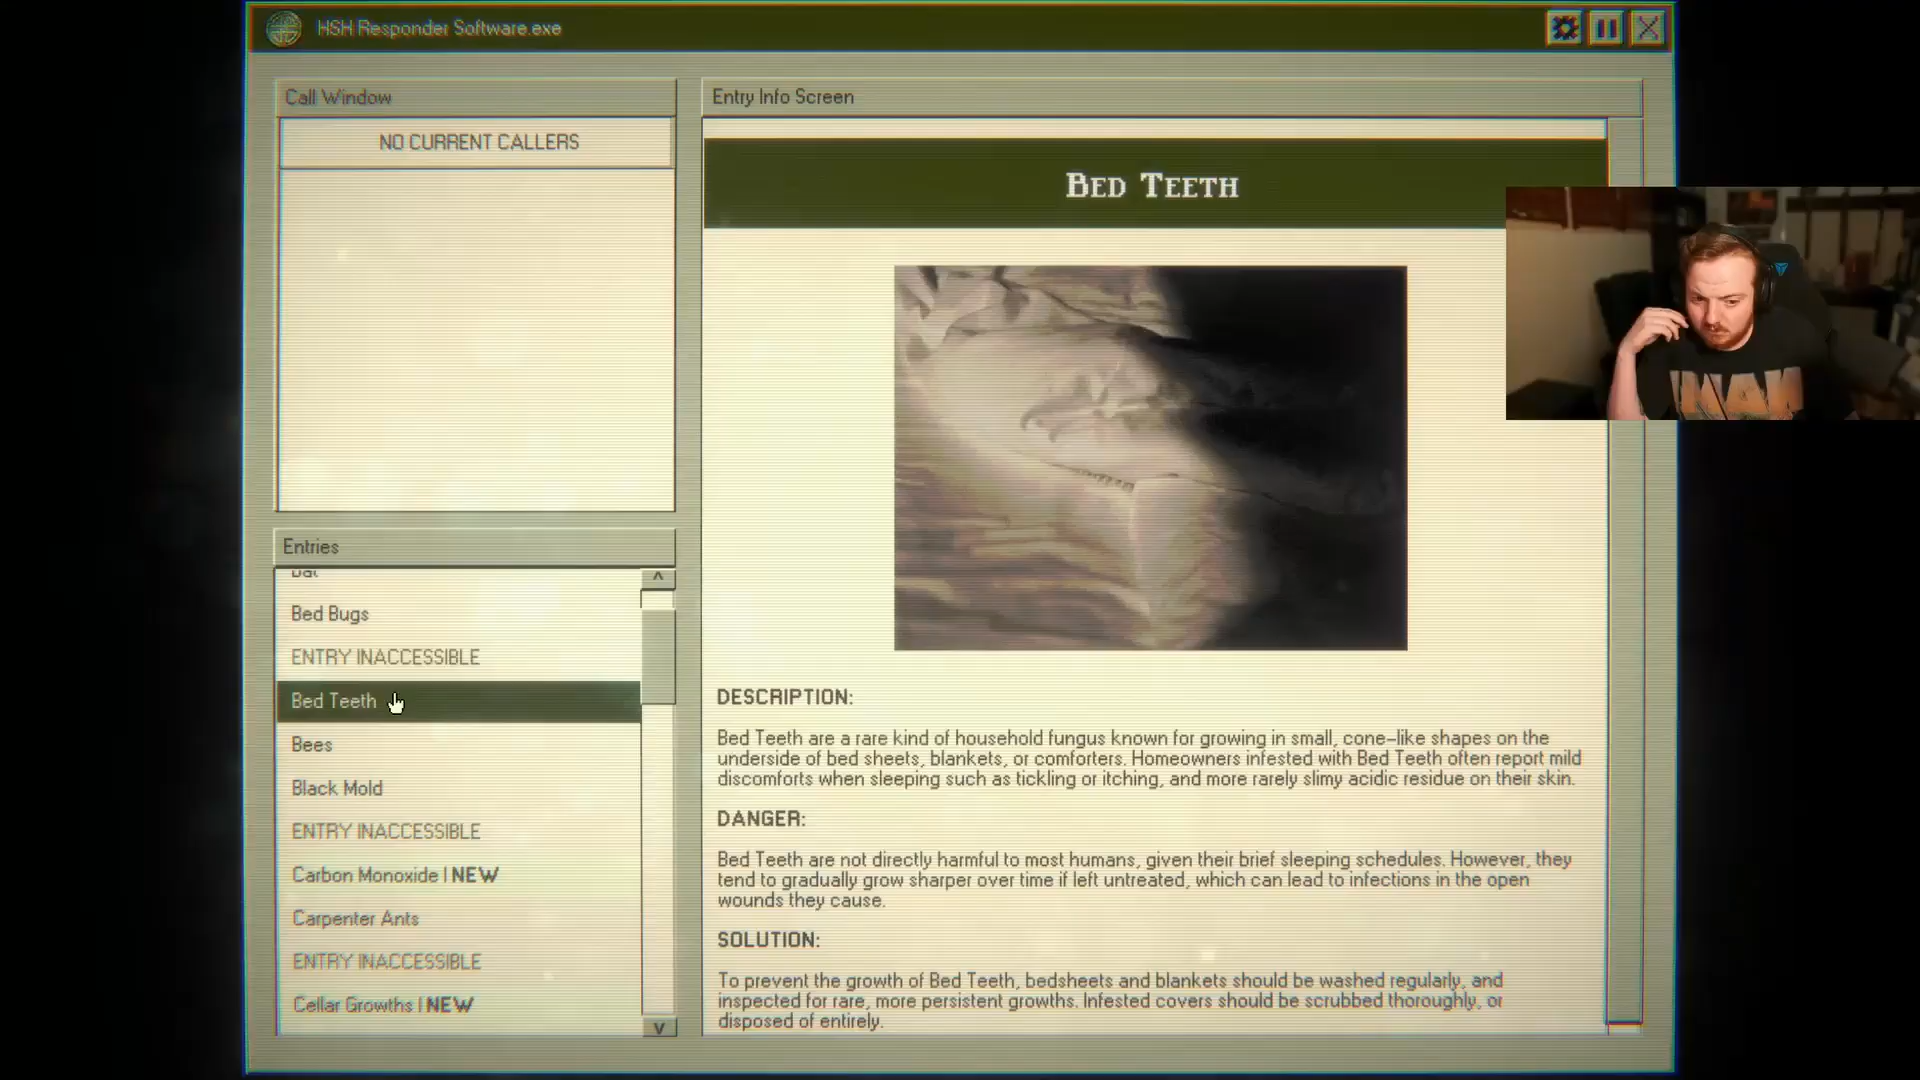 HSH Responder Software.exe
Call Window
NO CURRENT CALLERS
Entries
Bat
Bed Bugs
ENTRY INACCESSIBLE
Bed Teeth
Bees
Black Mold
ENTRY INACCESSIBLE
Carbon Monoxide | NEW
Carpenter Ants
ENTRY INACCESSIBLE
Cellar Growths | NEW
Entry Info Screen
BED TEETH
DESCRIPTION:
Bed Teeth are a rare kind of household fungus known for growing in small, cone-like shapes on the
underside of bed sheets, blankets, or comforters. Homeowners infested with Bed Teeth often report mild
discomforts when sleeping such as tickling or itching, and more rarely slimy acidic residue on their skin.
DANGER:
Bed Teeth are not directly harmful to most humans, given their brief sleeping schedules. However, they
tend to gradually grow sharper over time if left untreated, which can lead to infections in the open
wounds they cause.
SOLUTION:
To prevent the growth of Bed Teeth, bedsheets and blankets should be washed regularly, and
inspected for rare, more persistent growths. Infested covers should be scrubbed thoroughly, or
disposed of entirely.